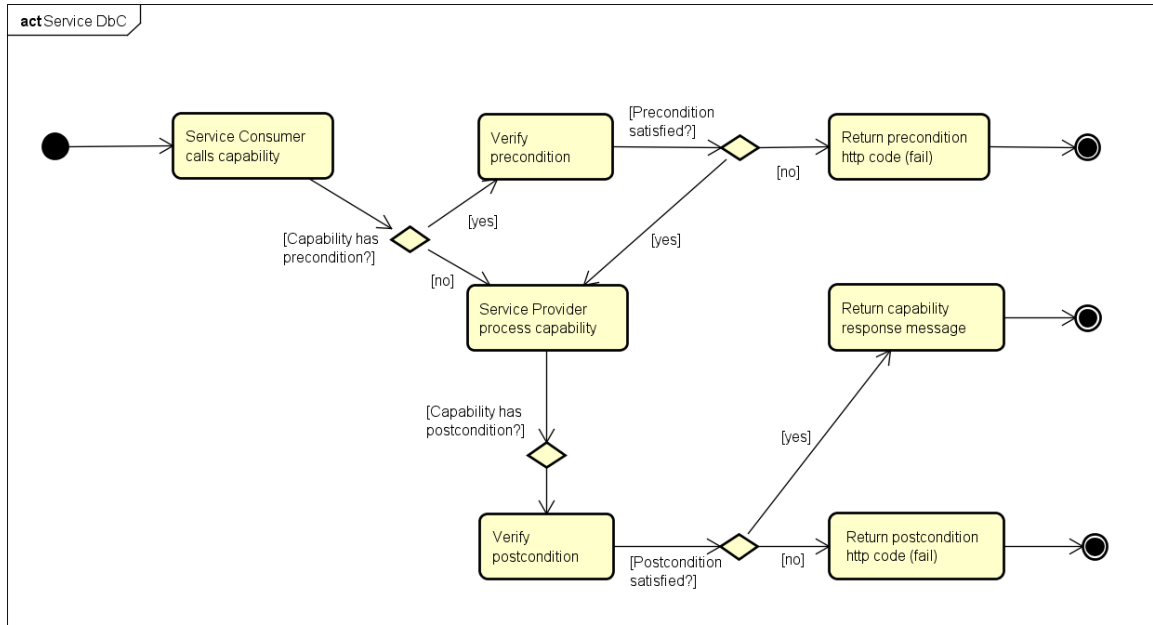 act Service DbC
Service Consumer
calls capability
[Capability has
precondition?]
[yes]
[no]
Verify
precondition
[Precondition
satisfied?]
[no]
[yes]
Return precondition
http code (fail)
Service Provider
process capability
[Capability has
postcondition?]
Verify
postcondition
[Postcondition
satisfied?]
[yes]
[no]
Return capability
response message
Return postcondition
http code (fail)